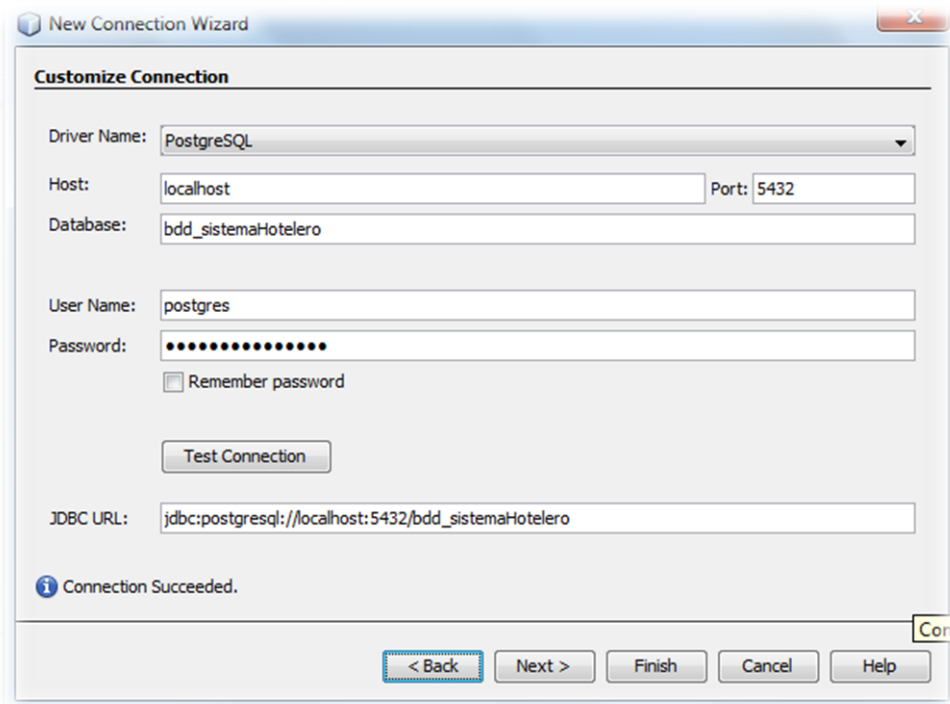 New Connection Wizard
Customize Connection
Driver Name: PostgreSQL
Host: localhost Port: 5432
Database: bdd_sistemaHotelero
User Name: postgres
Password: •••••••••••••••
Remember password
Test Connection
JDBC URL: jdbc:postgresql://localhost:5432/bdd_sistemaHotelero
Connection Succeeded.
< Back Next > Finish Cancel Help